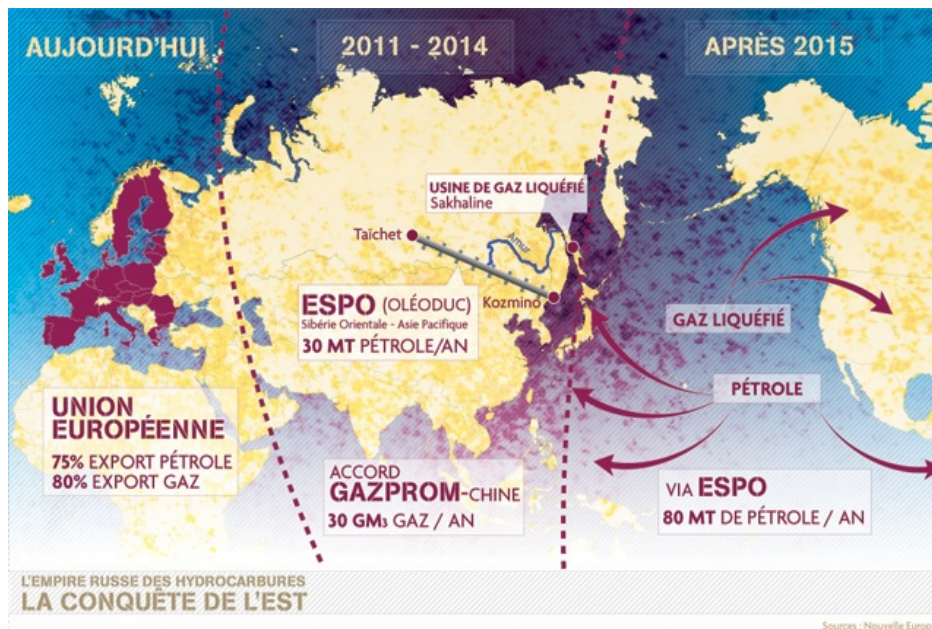 AUJOURD'HUI
2011 - 2014
APRÈS 2015
USINE DE GAZ LIQUÉFIÉ
Sakhaline
Taïchet
Amur
Kozmino
ESPO (OLÉODUC)
Sibérie Orientale - Asie Pacifique
30 MT PÉTROLE/AN
GAZ LIQUÉFIÉ
PÉTROLE
UNION
EUROPÉENNE
75% EXPORT PÉTROLE
80% EXPORT GAZ
ACCORD
GAZPROM-CHINE
30 GM3 GAZ / AN
VIA ESPO
80 MT DE PÉTROLE / AN
L'EMPIRE RUSSE DES HYDROCARBURES
LA CONQUÊTE DE L'EST
Sources : Nouvelle Europ